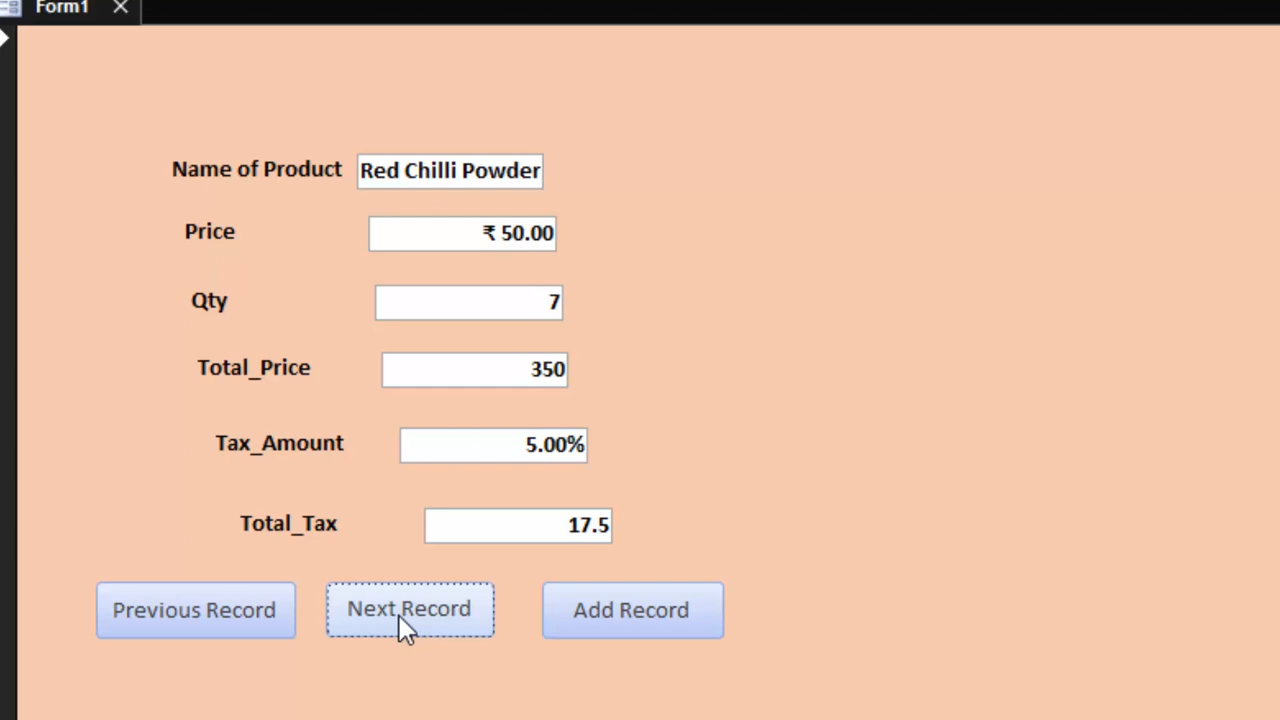 Form1
Name of Product Red Chilli Powder
Price ₹ 50.00
Qty 7
Total_Price 350
Tax_Amount 5.00%
Total_Tax 17.5
Previous Record Next Record Add Record